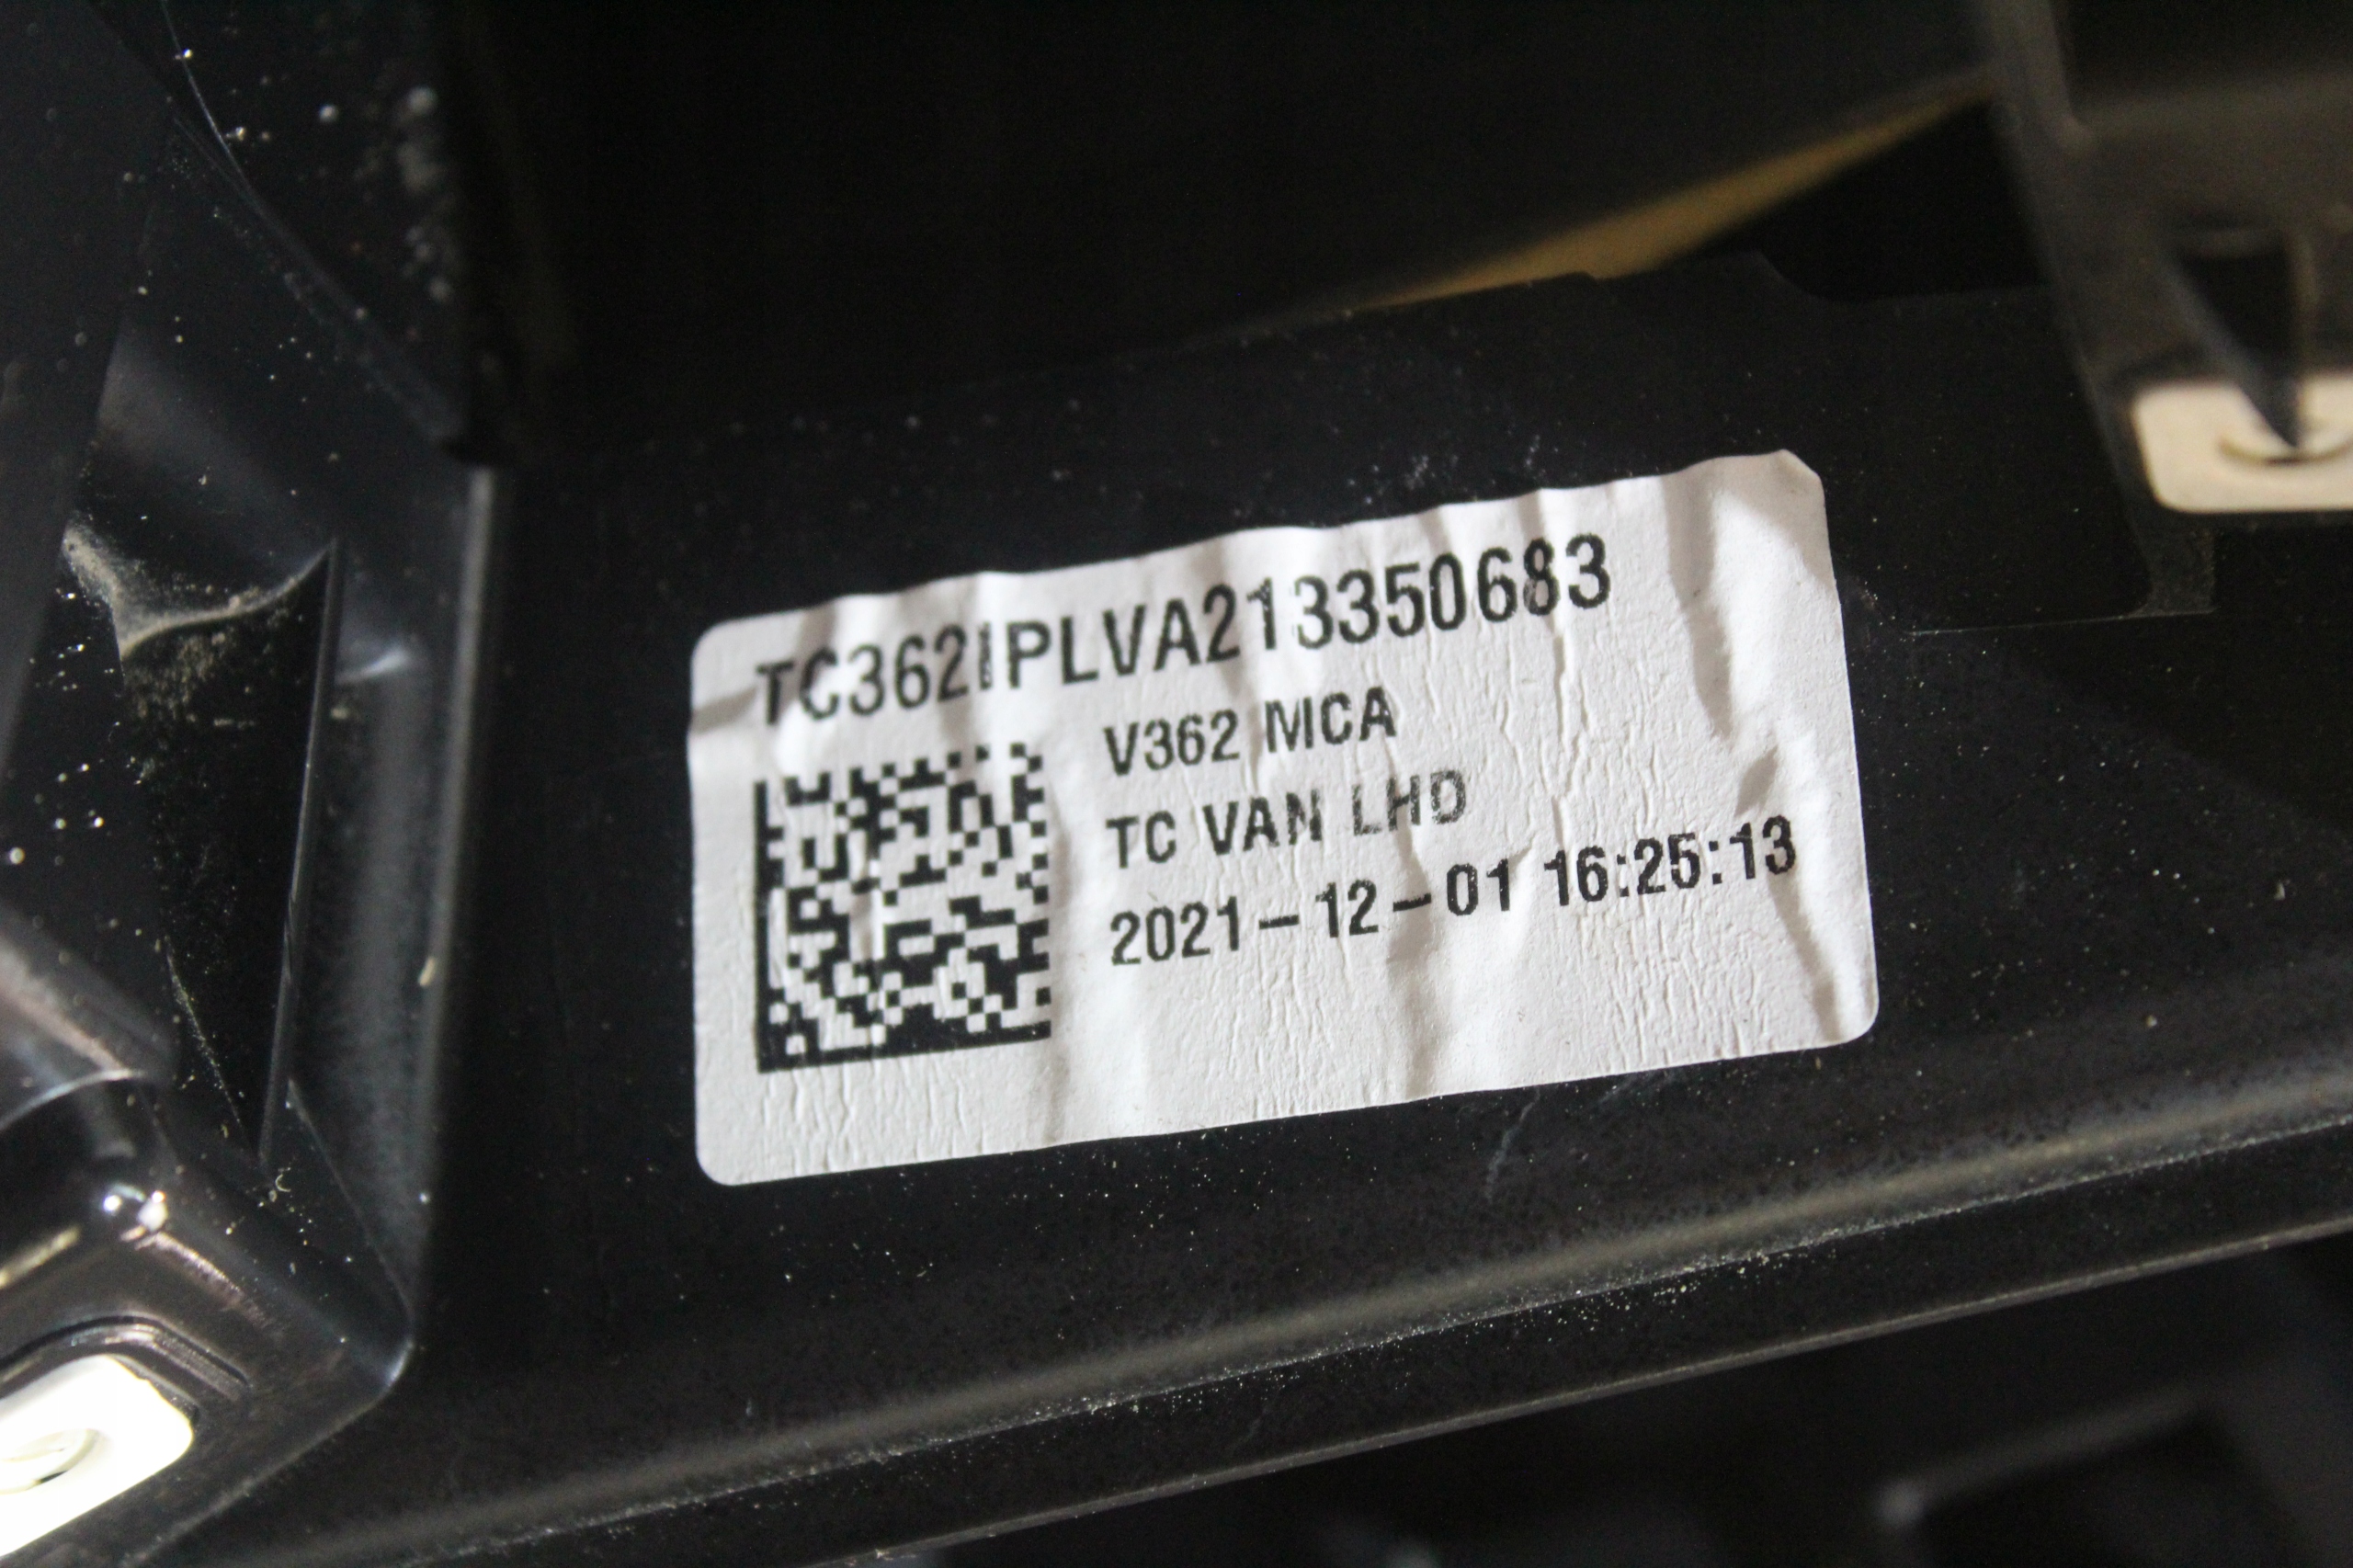 TC362IPLVA213350683
V362 MCA
TC VAN LHD
2021-12-01 16:25:13